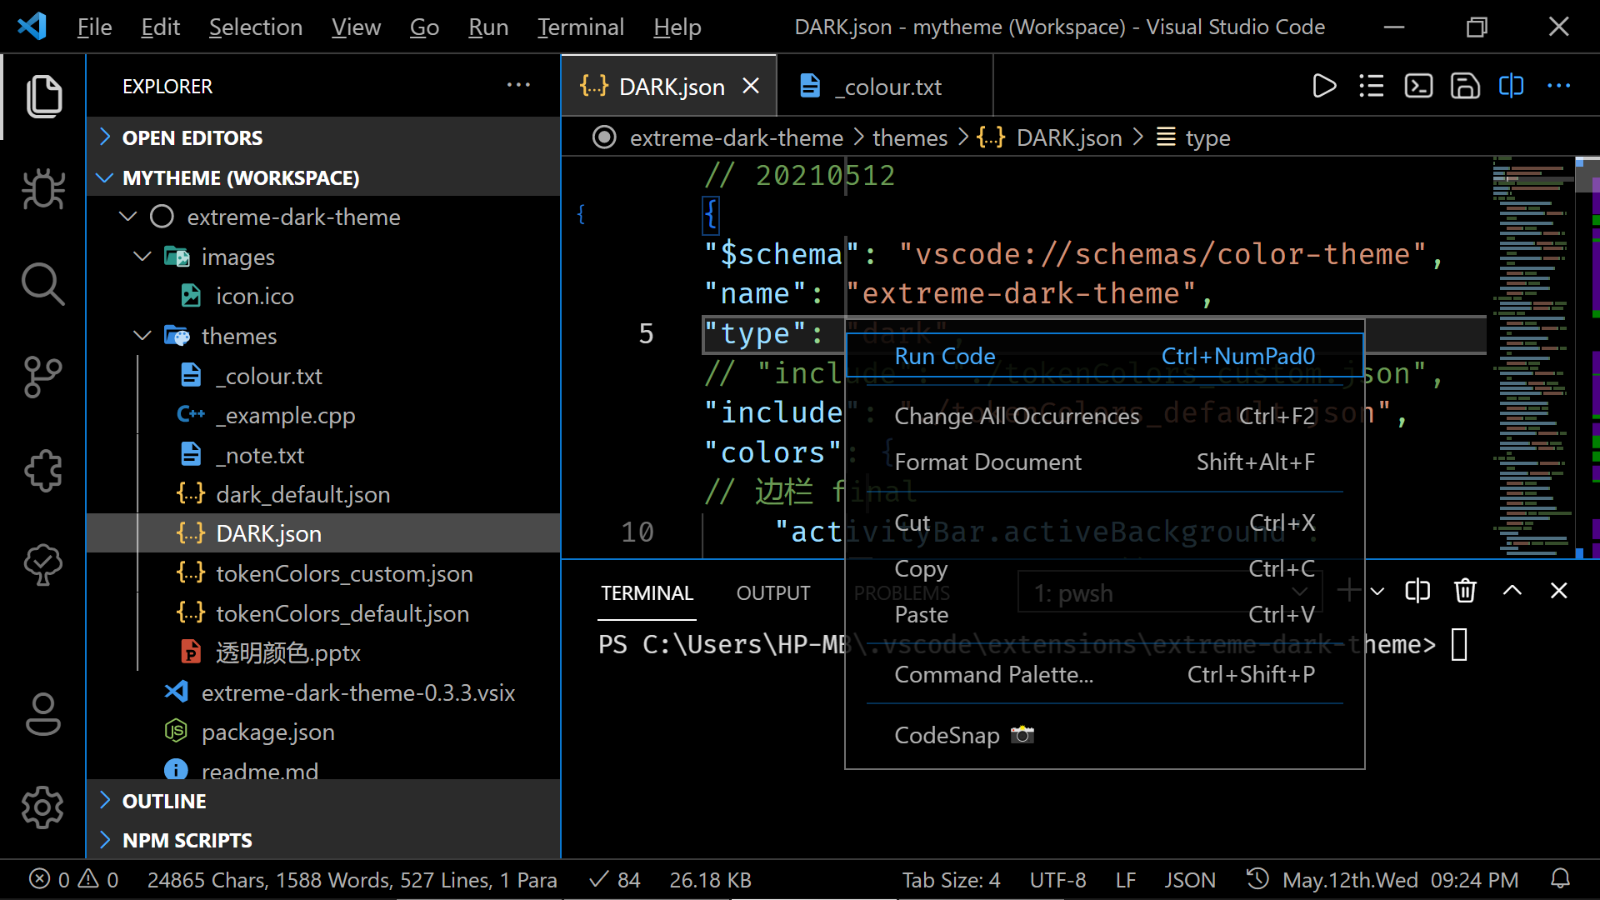 File Edit Selection View Go Run Terminal Help DARK.json - mytheme (Workspace) - Visual Studio Code
EXPLORER
OPEN EDITORS
MYTHEME (WORKSPACE)
extreme-dark-theme
images
icon.ico
themes
_colour.txt
_example.cpp
_note.txt
dark_default.json
DARK.json
tokenColors_custom.json
tokenColors_default.json
透明颜色.pptx
extreme-dark-theme-0.3.3.vsix
package.json
readme.md
OUTLINE
NPM SCRIPTS
{..} DARK.json _colour.txt
extreme-dark-theme > themes > {..} DARK.json > type
// 20210512
{ {
"$schema": "vscode://schemas/color-theme",
"name": "extreme-dark-theme",
5 "type": "dark",
// "include": "./tokenColors_custom.json",
"include": "./tokenColors_default.json",
"colors": {
// 边栏 final
10 "activityBar.activeBackground":
Run Code Ctrl+NumPad0
Change All Occurrences Ctrl+F2
Format Document Shift+Alt+F
Cut Ctrl+X
Copy Ctrl+C
Paste Ctrl+V
Command Palette... Ctrl+Shift+P
CodeSnap
TERMINAL OUTPUT PROBLEMS 1: pwsh
PS C:\Users\HP-MB\.vscode\extensions\extreme-dark-theme>
0 0 24865 Chars, 1588 Words, 527 Lines, 1 Para 84 26.18 KB Tab Size: 4 UTF-8 LF JSON May.12th.Wed 09:24 PM